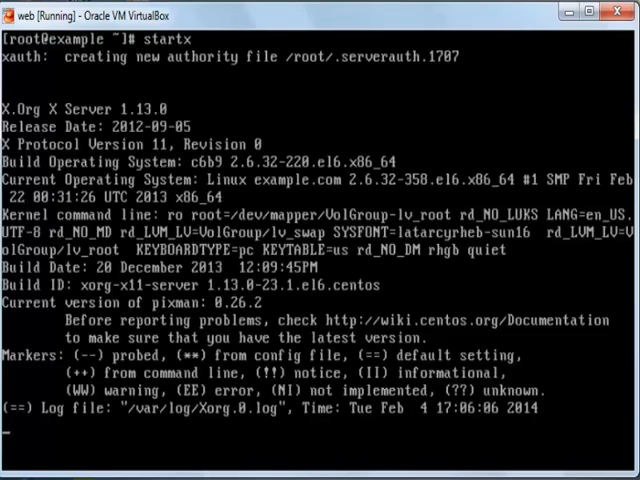 web [Running] - Oracle VM VirtualBox
[root@example ~]# startx
xauth:  creating new authority file /root/.serverauth.1707
X.Org X Server 1.13.0
Release Date: 2012-09-05
X Protocol Version 11, Revision 0
Build Operating System: c6b9 2.6.32-220.el6.x86_64
Current Operating System: Linux example.com 2.6.32-358.el6.x86_64 #1 SMP Fri Feb
 22 00:31:26 UTC 2013 x86_64
Kernel command line: ro root=/dev/mapper/VolGroup-lv_root rd_NO_LUKS LANG=en_US.
UTF-8 rd_NO_MD rd_LVM_LV=VolGroup/lv_swap SYSFONT=latarcyrheb-sun16  rd_LVM_LV=V
olGroup/lv_root  KEYBOARDTYPE=pc KEYTABLE=us rd_NO_DM rhgb quiet
Build Date: 20 December 2013  12:09:45PM
Build ID: xorg-x11-server 1.13.0-23.1.el6.centos
Current version of pixman: 0.26.2
        Before reporting problems, check http://wiki.centos.org/Documentation
        to make sure that you have the latest version.
Markers: (--) probed, (**) from config file, (==) default setting,
        (++) from command line, (!!) notice, (II) informational,
        (WW) warning, (EE) error, (NI) not implemented, (??) unknown.
(==) Log file: "/var/log/Xorg.0.log", Time: Tue Feb  4 17:06:06 2014